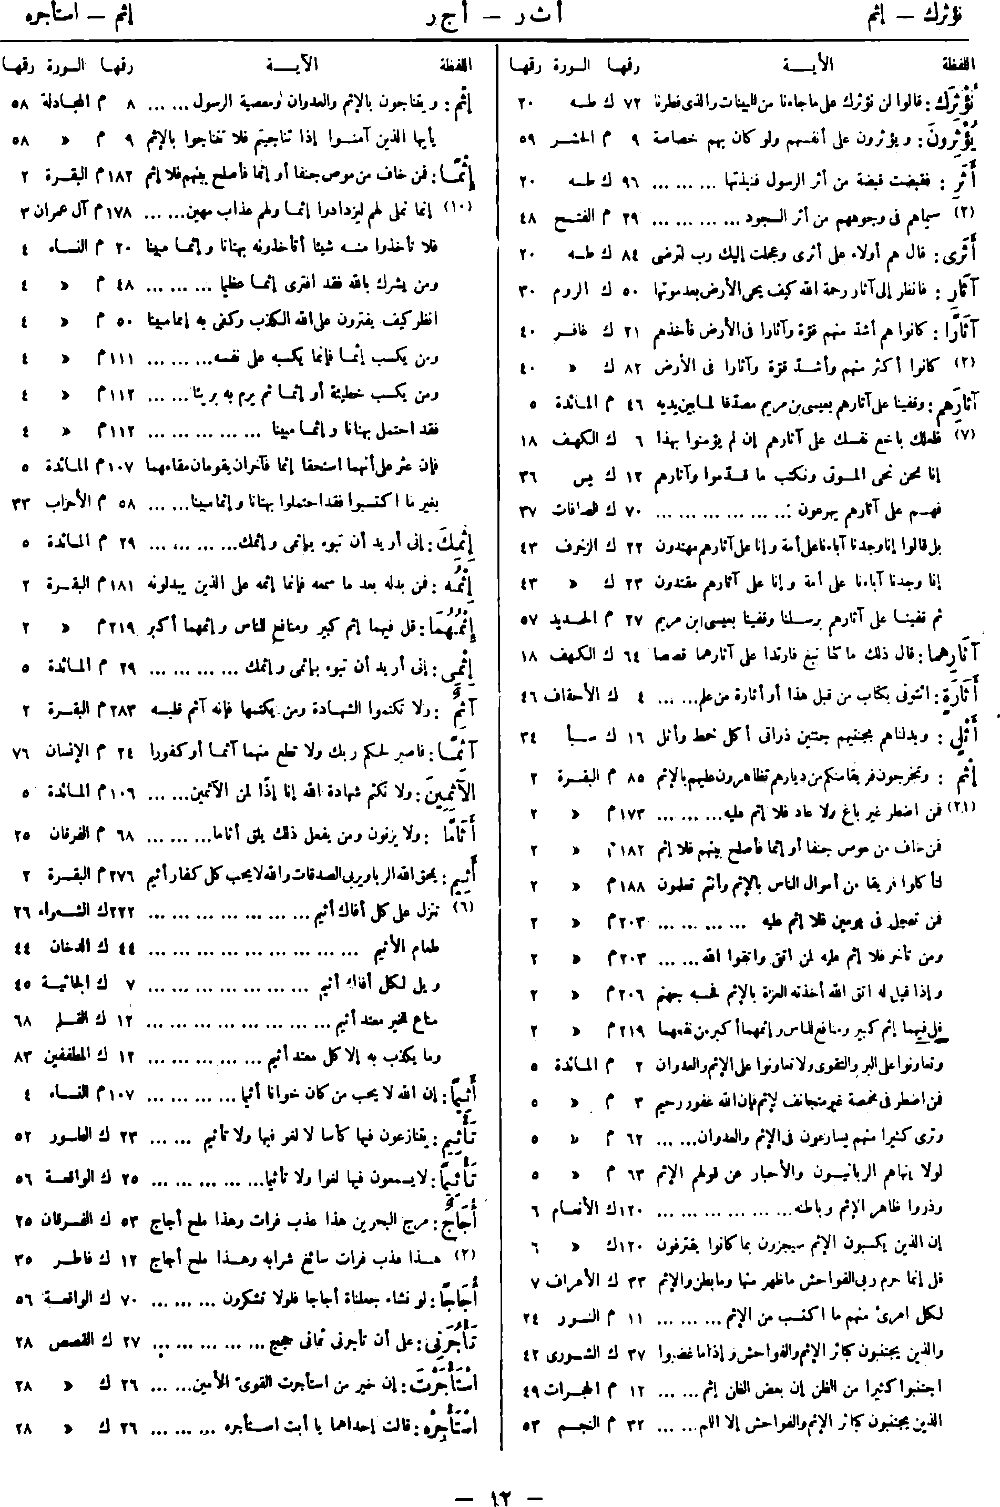 نؤثرك — إثم
أثر — أجر
إثم — استأجره
اللفظة الآية رقها السورة رقها
نُؤْثِرَكَ : قالوا لن نؤثرك على ما جاءنا من البينات والذى فطرنا ٧٢ ك طه ٢٠
يُؤْثِرُونَ : ويؤثرون على أنفسهم ولو كان بهم خصاصة ٩ م الحشر ٥٩
أَثَرِ : فقبضت قبضة من أثر الرسول فنبذتها ... ... ... ٩٦ ك طه ٢٠
(٢) سيماهم فى وجوههم من أثر السجود ... ... ... ٢٩ م الفتح ٤٨
أَثَرِى : قال هم أولاء على أثرى وعجلت إليك رب لترضى ٨٤ ك طه ٢٠
آثَارِ : فانظر إلى آثار رحمة الله كيف يحيى الأرض بعد موتها ٥٠ ك الروم ٣٠
آثَارًا : كانوا هم أشد منهم قوّة وآثارا فى الأرض فأخذهم ٢١ ك غافر ٤٠
(٢) كانوا أكثر منهم وأشدّ قوّة وآثارا فى الأرض ٨٢ ك » ٤٠
آثَارِهِم : وقفينا على آثارهم بعيسى بن مريم مصدّقا لما بين يديه ٤٦ م المائدة ٥
(٧) فلعلك باخع نفسك على آثارهم إن لم يؤمنوا بهذا ٦ ك الكهف ١٨
إنا نحن نحى الموتى ونكتب ما قدّموا وآثارهم ١٢ ك يس ٣٦
فهم على آثارهم يهرعون : ... ... ... ... ... ٧٠ ك الصافات ٣٧
بل قالوا إنا وجدنا آباءنا على أمة وإنا على آثارهم مهتدون ٢٢ ك الزخرف ٤٣
إنا وجدنا آباءنا على أمة وإنا على آثارهم مقتدون ٢٣ ك » ٤٣
ثم قفينا على آثارهم برسلنا وقفينا بعيسى ابن مريم ٢٧ م الحديد ٥٧
آثَارِهِما : قال ذلك ما كنا نبغ فارتدا على آثارهما قصصا ٦٤ ك الكهف ١٨
أَثَارَةٍ : ائتونى بكتاب من قبل هذا أو أثارة من علم ... ... ٤ ك الأحقاف ٤٦
أَثْلٍ : وبدلناهم بجنتيهم جنتين ذواتى أكل خمط وأثل ١٦ ك سبأ ٣٤
إثْم : وتخرجون فريقا منكم من ديارهم تظاهرون عليهم بالإثم ٨٥ م البقرة ٢
(٢١) فمن اضطر غير باغ ولا عاد فلا إثم عليه ... ... ... ١٧٣ م » ٢
فمن خاف من موص جنفا أو إثما فأصلح بينهم فلا إثم ١٨٢ م » ٢
لتأكلوا فريقا من أموال الناس بالإثم وأنتم تعلمون ١٨٨ م » ٢
فمن تعجل فى يومين فلا إثم عليه ... ... ... ٢٠٣ م » ٢
ومن تأخر فلا إثم عليه لمن اتقى واتقوا الله ... ... ٢٠٣ م » ٢
وإذا قيل له اتق الله أخذته العزة بالإثم فحسبه جهنم ٢٠٦ م » ٢
قل فيهما إثم كبير ومنافع للناس وإثمهما أكبر من نفعهما ٢١٩ م » ٢
وتعاونوا على البر والتقوى ولا تعاونوا على الإثم والعدوان ٢ م المائدة ٥
فمن اضطر فى مخمصة غير متجانف لإثم فإن الله غفور رحيم ٣ م » ٥
وترى كثيرا منهم يسارعون فى الإثم والعدوان ... ... ٦٢ م » ٥
لولا ينهاهم الربانيون والأحبار عن قولهم الإثم ٦٣ م » ٥
وذروا ظاهر الإثم وباطنه ... ... ... ... ... ١٢٠ ك الأنعام ٦
إن الذين يكسبون الإثم سيجزون بما كانوا يقترفون ١٢٠ ك » ٦
قل إنما حرم ربى الفواحش ما ظهر منها وما بطن والإثم ٣٣ ك الأعراف ٧
لكل امرئ منهم ما اكتسب من الإثم ... ... ... ١١ م النور ٢٤
والذين يجتنبون كبائر الإثم والفواحش وإذا ما غضبوا ٣٧ ك الشورى ٤٢
اجتنبوا كثيرا من الظن إن بعض الظن إثم ... ... ١٢ م الحجرات ٤٩
الذين يجتنبون كبائر الإثم والفواحش إلا اللمم ... ... ٣٢ م النجم ٥٣
اللفظة الآية رقها السورة رقها
إثْم : ويتناجون بالإثم والعدوان ومعصية الرسول ... ... ٨ م المجادلة ٥٨
يأيها الذين آمنوا إذا تناجيتم فلا تتناجوا بالإثم ٩ م » ٥٨
إثْمًا : فمن خاف من موص جنفا أو إثما فأصلح بينهم فلا إثم ١٨٢ م البقرة ٢
(١٠) إنما نملى لهم ليزدادوا إثما ولهم عذاب مهين ... ... ١٧٨ م آل عمران ٣
فلا تأخذوا منه شيئا أتأخذونه بهتانا وإثما مبينا ٢٠ م النساء ٤
ومن يشرك بالله فقد افترى إثما عظيما ... ... ... ٤٨ م » ٤
انظر كيف يفترون على الله الكذب وكفى به إثما مبينا ٥٠ م » ٤
ومن يكسب إثما فإنما يكسبه على نفسه ... ... ... ١١١ م » ٤
ومن يكسب خطيئة أو إثما ثم يرم به بريئا ... ... ١١٢ م » ٤
فقد احتمل بهتانا وإثما مبينا ... ... ... ... ... ١١٢ م » ٤
فإن عثر على أنهما استحقا إثما فآخران يقومان مقامهما ١٠٧ م المائدة ٥
بغير ما اكتسبوا فقد احتملوا بهتانا وإثما مبينا ... ... ٥٨ م الأحزاب ٣٣
إثْمِكَ : إنى أريد أن تبوء بإثمى وإثمك ... ... ... ... ٢٩ م المائدة ٥
إثْمُهُ : فمن بدله بعد ما سمعه فإنما إثمه على الذين يبدلونه ١٨١ م البقرة ٢
إثْمُهُمَا : قل فيهما إثم كبير ومنافع للناس وإثمهما أكبر ٢١٩ م » ٢
إثْمِى : إنى أريد أن تبوء بإثمى وإثمك ... ... ... ... ٢٩ م المائدة ٥
آثِمٌ : ولا تكتموا الشهادة ومن يكتمها فإنه آثم قلبه ٢٨٣ م البقرة ٢
آثِمًا : فاصبر لحكم ربك ولا تطع منهما آثما أو كفورا ٢٤ م الإنسان ٧٦
الآثِمِينَ : ولا نكتم شهادة الله إنا إذًا لمن الآثمين ... ... ١٠٦ م المائدة ٥
أَثَامًا : ولا يزنون ومن يفعل ذلك يلق أثاما ... ... ... ٦٨ م الفرقان ٢٥
أَثِيمٍ : يمحق الله الربا ويربى الصدقات والله لا يحب كل كفار أثيم ٢٧٦ م البقرة ٢
(٦) تنزل على كل أفاك أثيم ... ... ... ... ... ... ٢٢٢ ك الشعراء ٢٦
طعام الأثيم ... ... ... ... ... ... ... ٤٤ ك الدخان ٤٤
ويل لكل أفاك أثيم ... ... ... ... ... ... ٧ ك الجاثية ٤٥
مناع للخير معتد أثيم ... ... ... ... ... ... ١٢ ك القلم ٦٨
وما يكذب به إلا كل معتد أثيم ... ... ... ... ... ١٢ ك المطففين ٨٣
أَثِيمًا : إن الله لا يحب من كان خوانا أثيما ... ... ... ١٠٧ م النساء ٤
تَأْثِيم : يتنازعون فيها كأسا لا لغو فيها ولا تأثيم ... ... ٢٣ ك الطور ٥٢
تَأْثِيمًا : لا يسمعون فيها لغوا ولا تأثيما ... ... ... ... ٢٥ ك الواقعة ٥٦
أُجَاجٌ : مرج البحرين هذا عذب فرات وهذا ملح أجاج ٥٣ ك الفرقان ٢٥
(٢) هذا عذب فرات سائغ شرابه وهذا ملح أجاج ١٢ ك فاطر ٣٥
أُجَاجًا : لو نشاء جعلناه أجاجا فلولا تشكرون ... ... ... ٧٠ ك الواقعة ٥٦
تَأْجُرَنِى : على أن تأجرنى ثمانى حجج ... ... ... ... ... ٢٧ ك القصص ٢٨
اسْتَأْجَرْتَ : إن خير من استأجرت القوىّ الأمين ... ... ٢٦ ك » ٢٨
اسْتَأْجِرْهُ : قالت إحداهما يا أبت استأجره ... ... ... ٢٦ ك » ٢٨
— ١٢ —